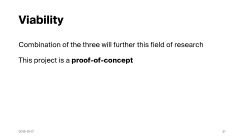 Viability
Combination of the three will further this field of research
This project is a proof-of-concept